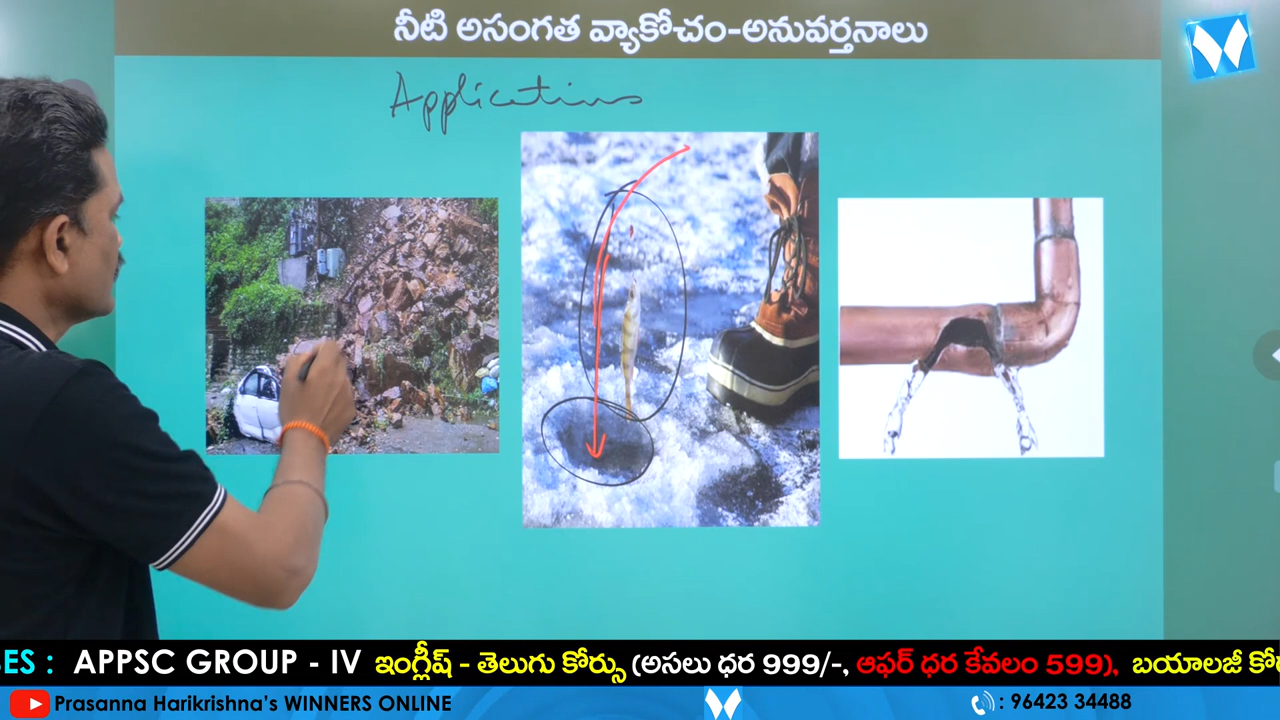 నీటి అసంగత వ్యాకోచం-అనువర్తనాలు
Applications
ES : APPSC GROUP - IV ఇంగ్లీష్ - తెలుగు కోర్సు (అసలు ధర 999/-, ఆఫర్ ధర కేవలం 599), బయాలజీ
Prasanna Harikrishna's WINNERS ONLINE
: 96423 34488